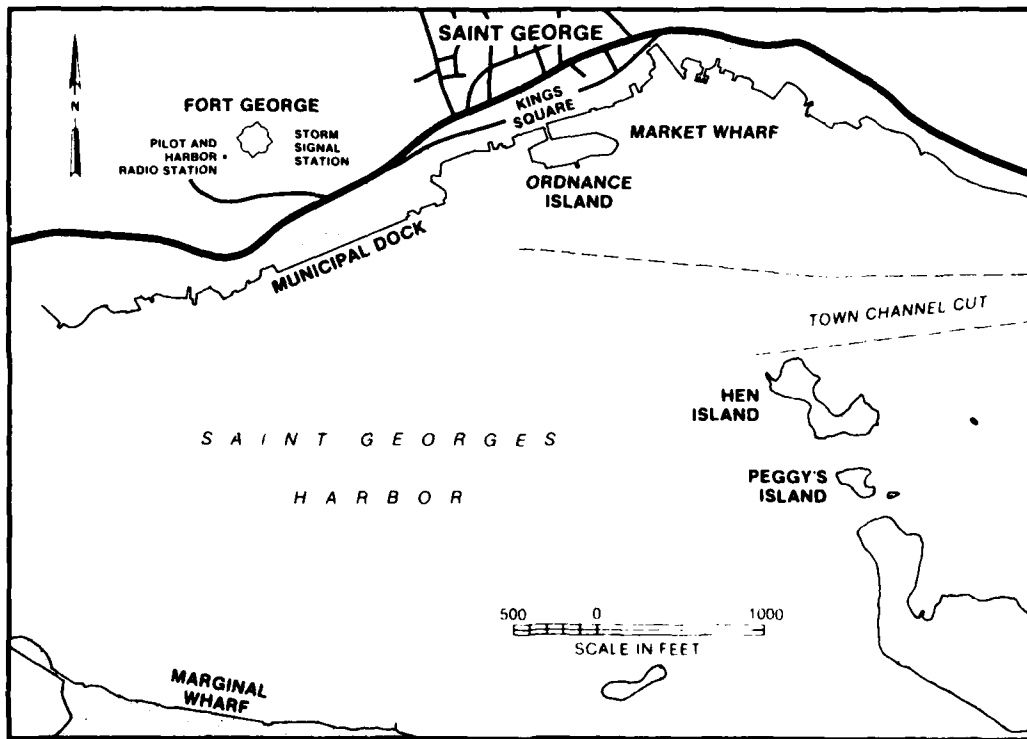 SAINT GEORGE
N
FORT GEORGE
PILOT AND
HARBOR
RADIO STATION
STORM
SIGNAL
STATION
KINGS
SQUARE
MARKET WHARF
ORDNANCE
ISLAND
MUNICIPAL DOCK
TOWN CHANNEL CUT
HEN
ISLAND
SAINT GEORGES
HARBOR
PEGGY'S
ISLAND
500 0 1000
SCALE IN FEET
MARGINAL
WHARF